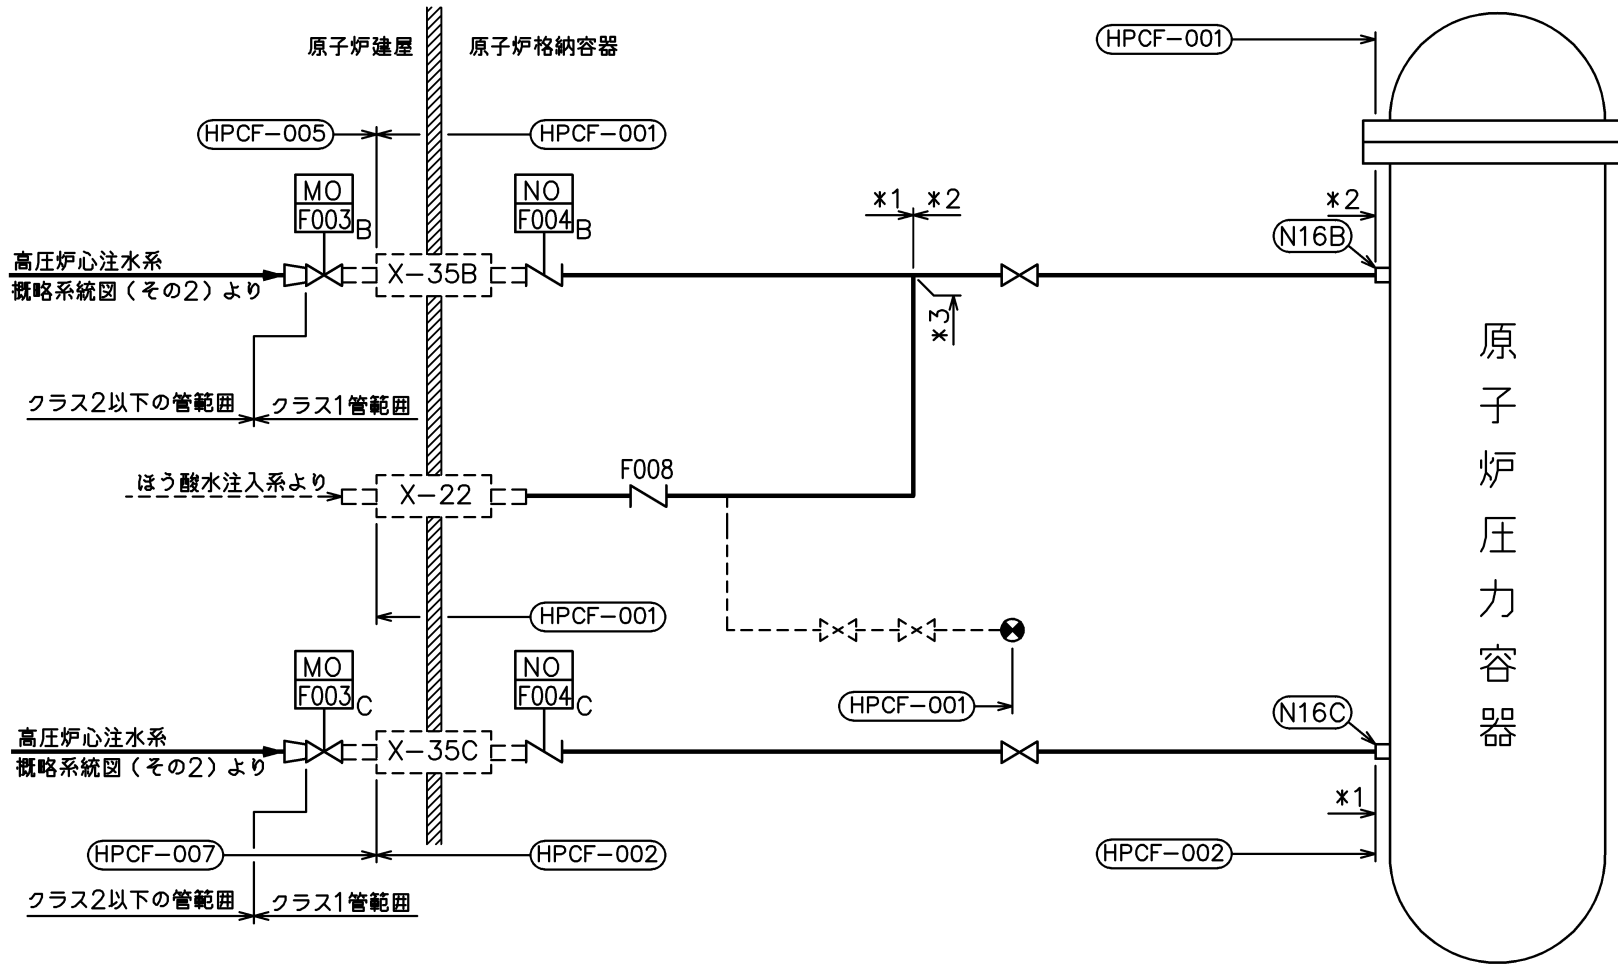 原子炉建屋
原子炉格納容器
HPCF-001
HPCF-005
HPCF-001
MO
F003
B
NO
F004
B
*1
*2
*2
N16B
高圧炉心注水系
概略系統図（その2）より
X-35B
*3
クラス2以下の管範囲
クラス1管範囲
ほう酸水注入系より
X-22
F008
HPCF-001
HPCF-001
原子炉圧力容器
MO
F003
C
NO
F004
C
N16C
高圧炉心注水系
概略系統図（その2）より
X-35C
*1
HPCF-007
HPCF-002
HPCF-002
クラス2以下の管範囲
クラス1管範囲